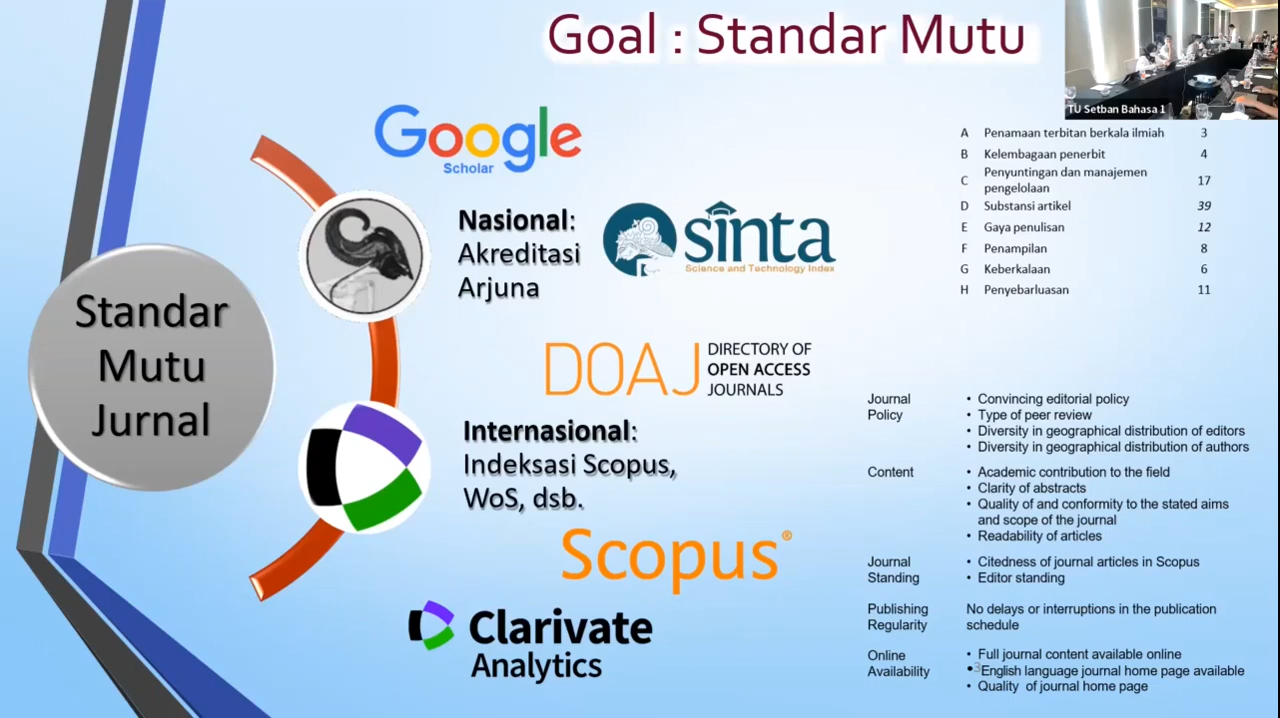 Goal : Standar Mutu
TU Setban Bahasa 1
Google
Scholar
Nasional:
Akreditasi
Arjuna
sinta
Science and Technology Index
A Penamaan terbitan berkala ilmiah 3
B Kelembagaan penerbit 4
C Penyuntingan dan manajemen pengelolaan 17
D Substansi artikel 39
E Gaya penulisan 12
F Penampilan 8
G Keberkalaan 6
H Penyebarluasan 11
Standar
Mutu
Jurnal
DOAJ
DIRECTORY OF
OPEN ACCESS
JOURNALS
Internasional:
Indeksasi Scopus,
WoS, dsb.
Scopus®
Clarivate
Analytics
Journal
Policy
• Convincing editorial policy
• Type of peer review
• Diversity in geographical distribution of editors
• Diversity in geographical distribution of authors
Content
• Academic contribution to the field
• Clarity of abstracts
• Quality of and conformity to the stated aims
and scope of the journal
• Readability of articles
Journal
Standing
• Citedness of journal articles in Scopus
• Editor standing
Publishing
Regularity
No delays or interruptions in the publication
schedule
Online
Availability
• Full journal content available online
• English language journal home page available
• Quality of journal home page
3